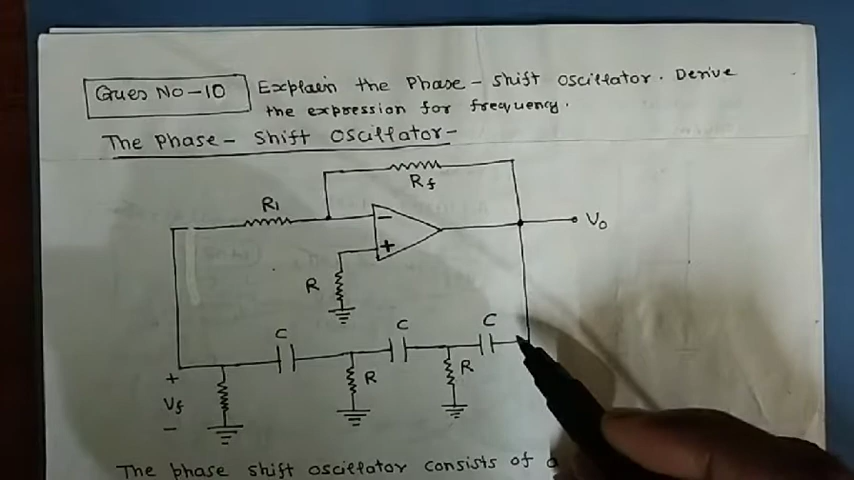 Ques No-10
Explain the Phase-shift oscillator. Derive
the expression for frequency.
The Phase-Shift Oscillator-
Rf
R1
Vo
R
C
C
C
R
R
+
Vf
-
-
+
The phase shift oscillator consists of